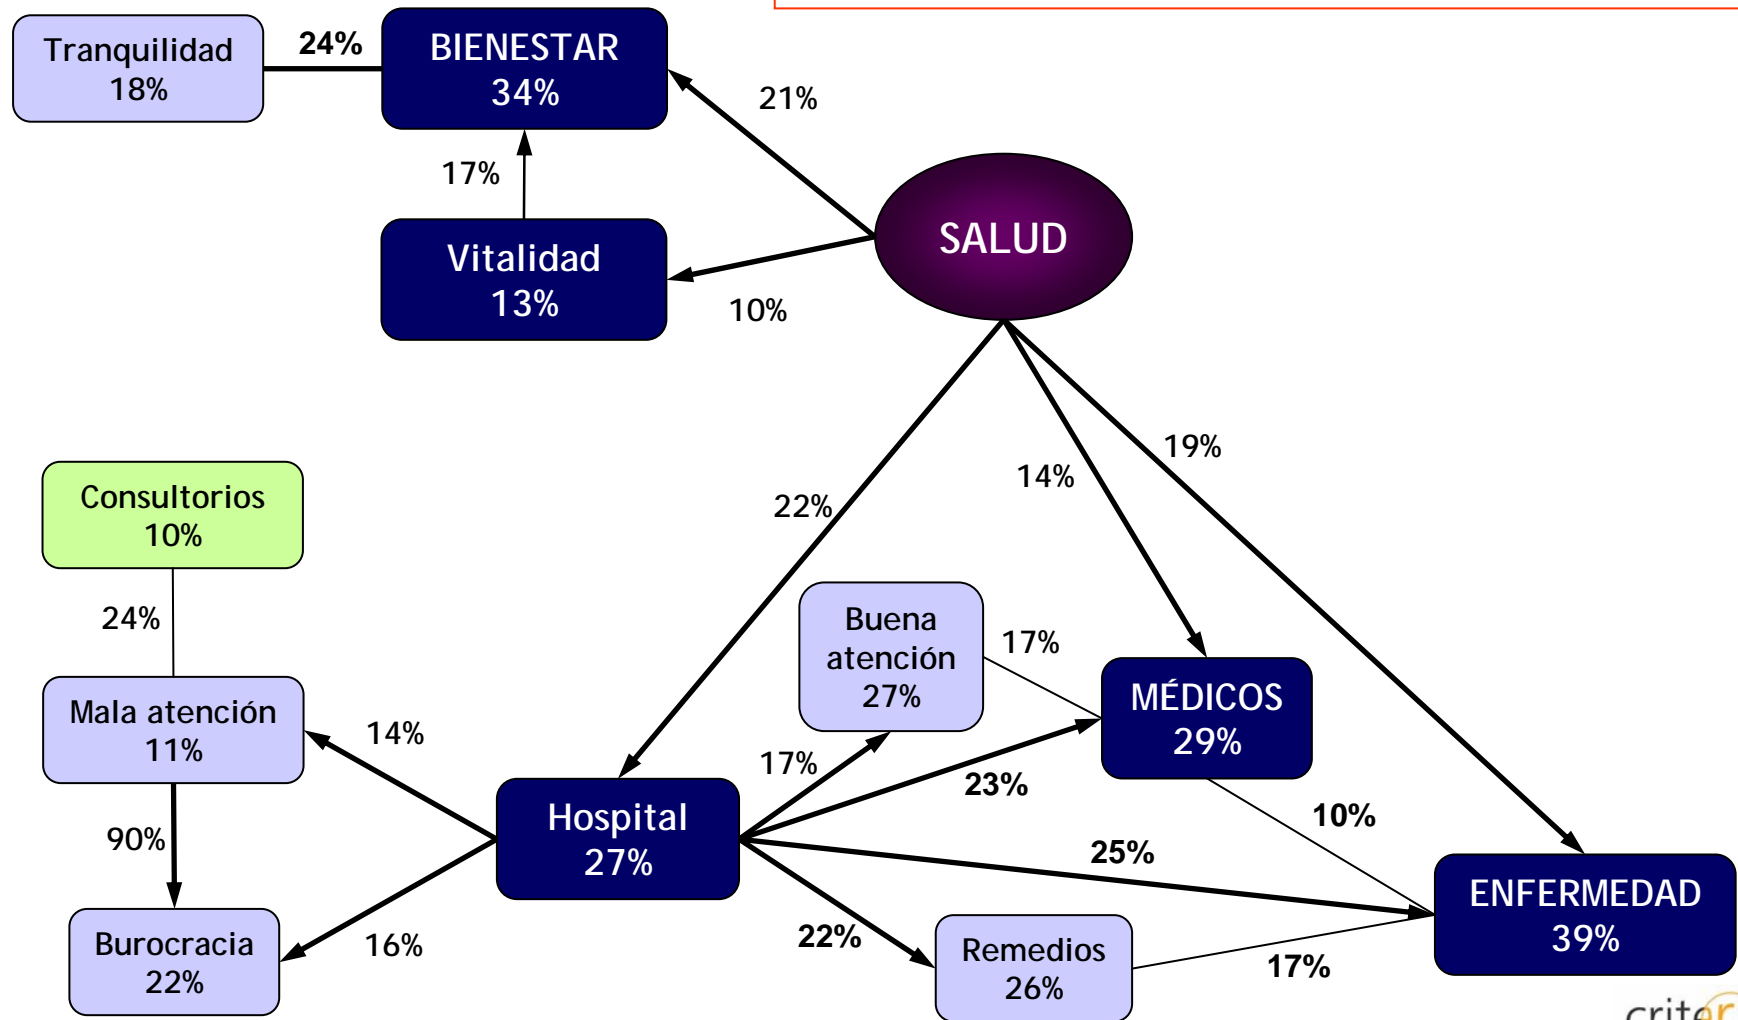 Tranquilidad
18%
24%
BIENESTAR
34%
21%
17%
Vitalidad
13%
10%
SALUD
Consultorios
10%
24%
Mala atención
11%
14%
90%
Burocracia
22%
16%
22%
14%
19%
Buena
atención
27%
17%
MÉDICOS
29%
17%
23%
Hospital
27%
10%
25%
ENFERMEDAD
39%
22%
Remedios
26%
17%
criter